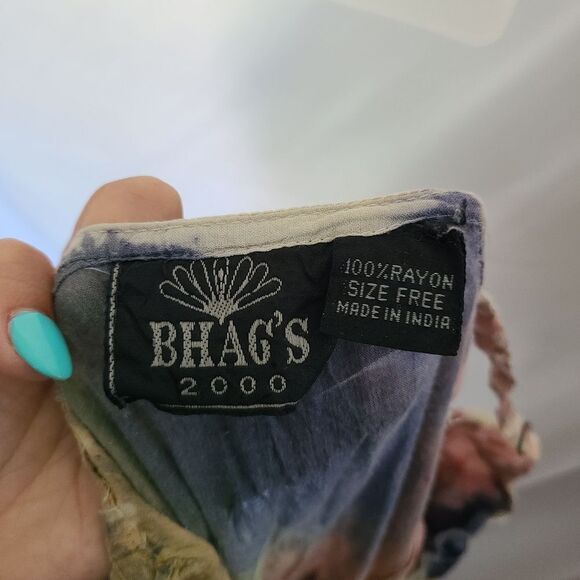 BHAG'S
2000
100% RAYON
SIZE FREE
MADE IN INDIA